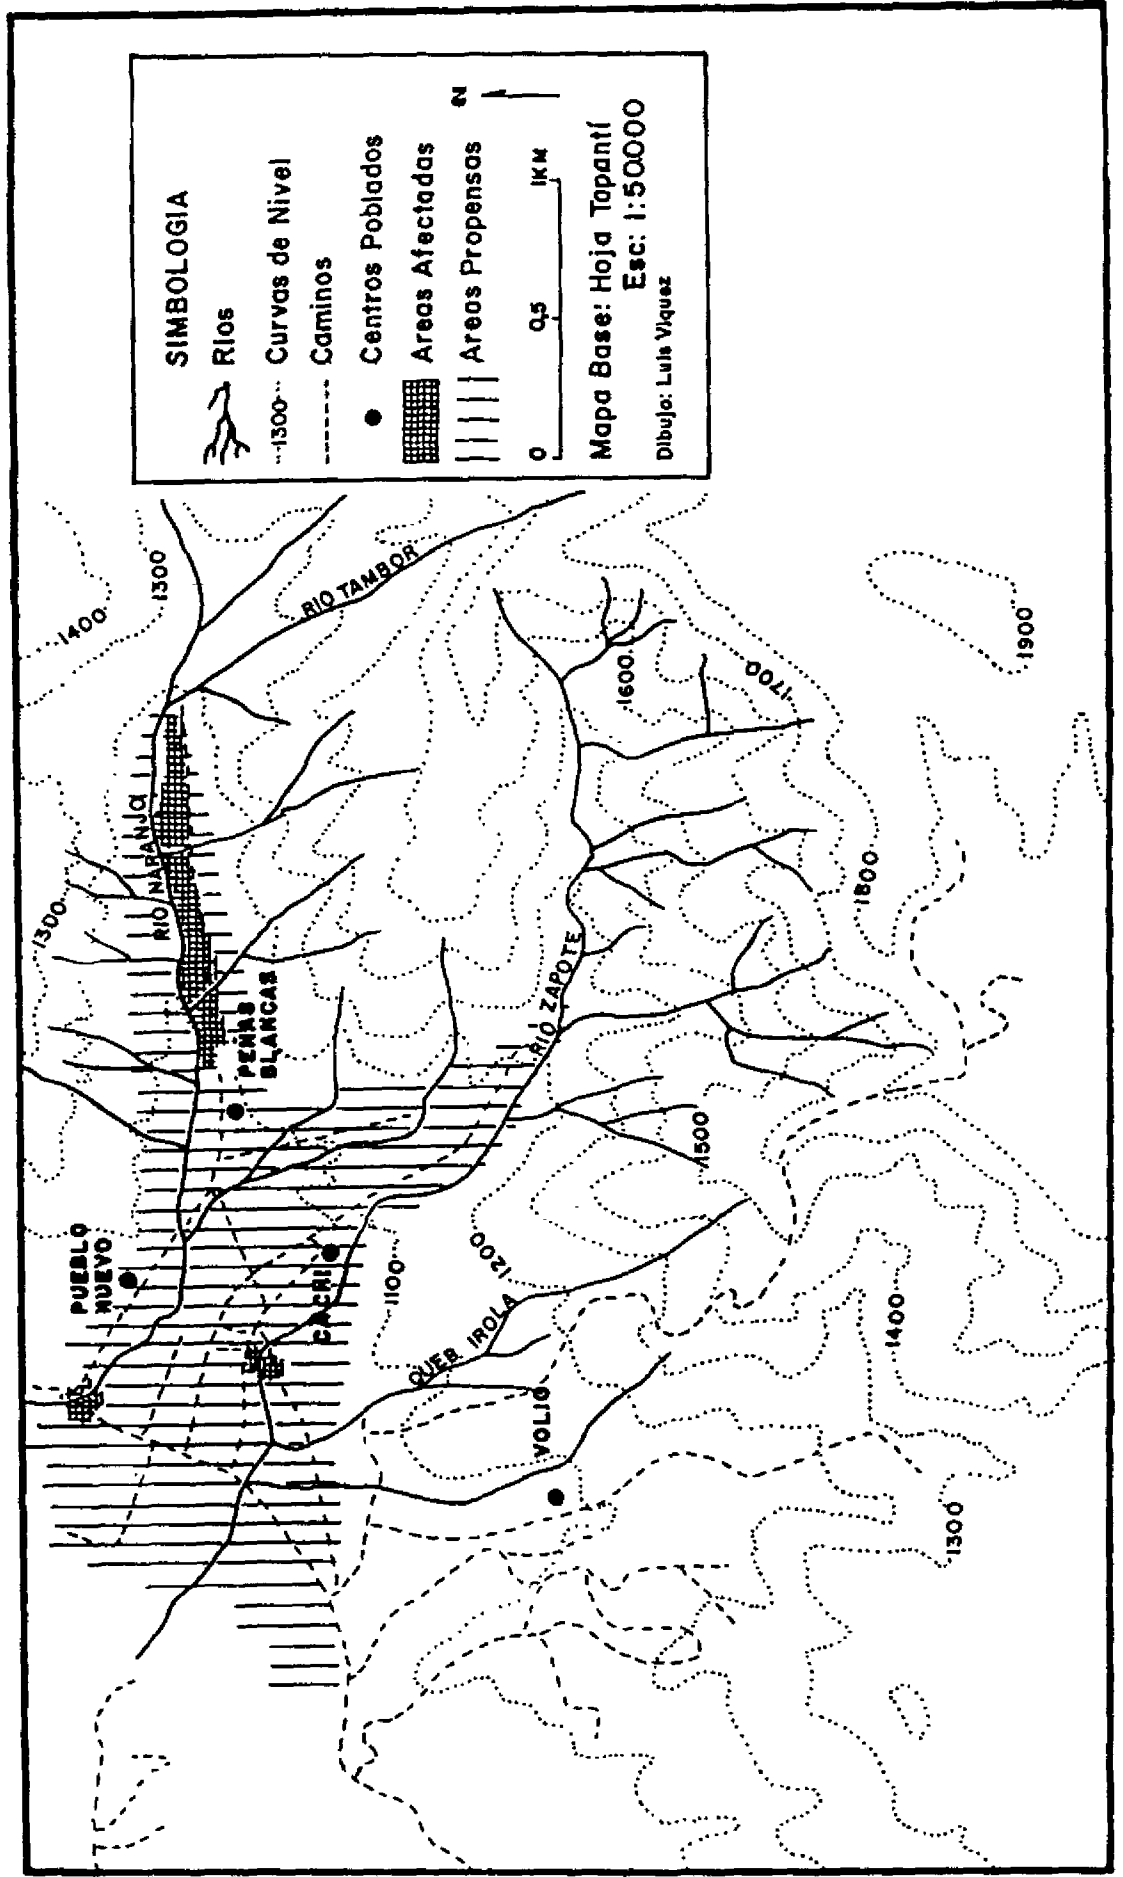 SIMBOLOGIA
Rios
1300 Curvas de Nivel
Caminos
Centros Poblados
Areas Afectadas
Areas Propensas
N
0 0,5 1KM
Mapa Base: Hoja Tapantí
Esc: 1:50000
Dibujo: Luis Viquez
PUEBLO
NUEVO
1300
1400
1300
RIO NARANJA
PEÑAS
BLANCAS
RIO TAMBOR
CACHI
1100
QUEB. IROLA
1200
RIO ZAPOTE
1600
VOLIO
1500
1700
1800
1400
1300
1900